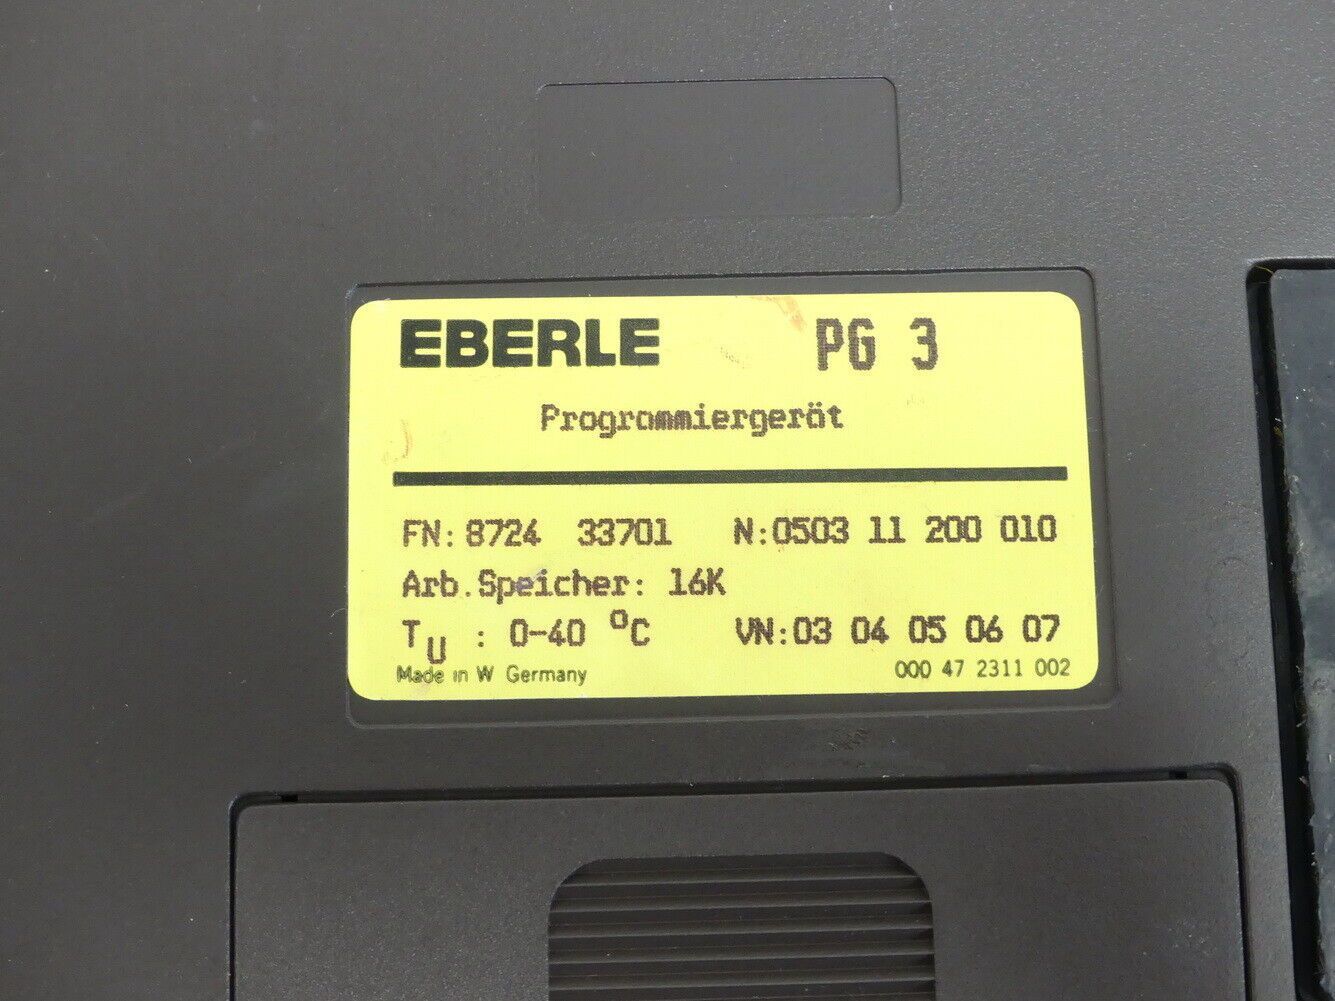 EBERLE PG 3
Programmiergerät
FN: 8724 33701 N:0503 11 200 010
Arb.Speicher: 16K
TU : 0-40 °C VN:03 04 05 06 07
Made in W Germany 000 47 2311 002